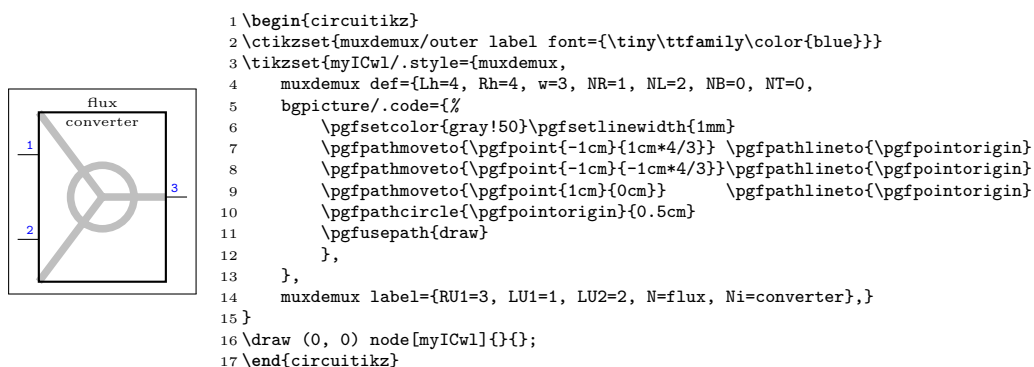 flux
converter
1
2
3
1 \begin{circuitikz}
2 \ctikzset{muxdemux/outer label font={\tiny\ttfamily\color{blue}}}
3 \tikzset{myICwl/.style={muxdemux,
4     muxdemux def={Lh=4, Rh=4, w=3, NR=1, NL=2, NB=0, NT=0,
5     bgpicture/.code={%
6         \pgfsetcolor{gray!50}\pgfsetlinewidth{1mm}
7         \pgfpathmoveto{\pgfpoint{-1cm}{1cm*4/3}} \pgfpathlineto{\pgfpointorigin}
8         \pgfpathmoveto{\pgfpoint{-1cm}{-1cm*4/3}}\pgfpathlineto{\pgfpointorigin}
9         \pgfpathmoveto{\pgfpoint{1cm}{0cm}}      \pgfpathlineto{\pgfpointorigin}
10         \pgfpathcircle{\pgfpointorigin}{0.5cm}
11         \pgfusepath{draw}
12         },
13     },
14     muxdemux label={RU1=3, LU1=1, LU2=2, N=flux, Ni=converter},}
15 }
16 \draw (0, 0) node[myICwl]{}{};
17 \end{circuitikz}